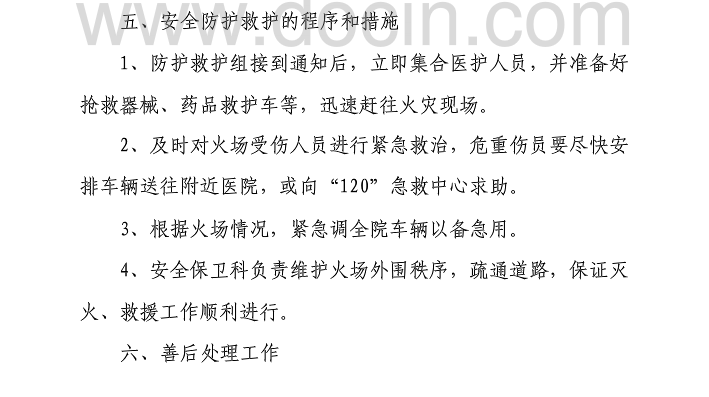 www.docin.com
五、安全防护救护的程序和措施
1、防护救护组接到通知后，立即集合医护人员，并准备好
抢救器械、药品救护车等，迅速赶往火灾现场。
2、及时对火场受伤人员进行紧急救治，危重伤员要尽快安
排车辆送往附近医院，或向“120”急救中心求助。
3、根据火场情况，紧急调全院车辆以备急用。
4、安全保卫科负责维护火场外围秩序，疏通道路，保证灭
火、救援工作顺利进行。
六、善后处理工作